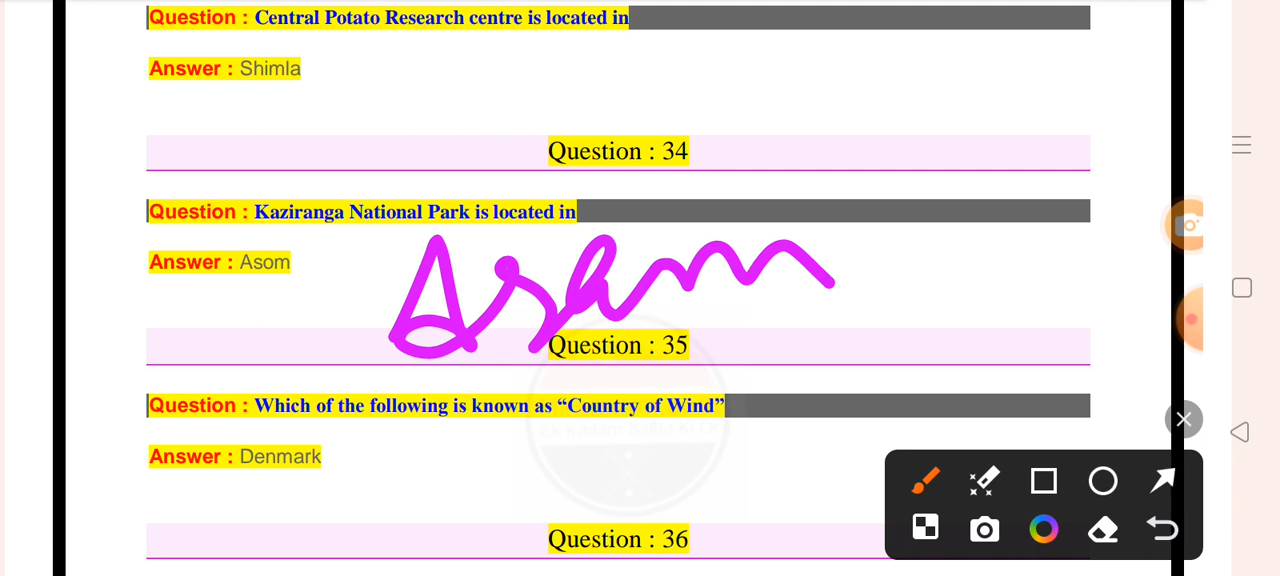 Question : Central Potato Research centre is located in
Answer : Shimla
Question : 34
Question : Kaziranga National Park is located in
Answer : Asom
Asam
Question : 35
Question : Which of the following is known as “Country of Wind”
Answer : Denmark
Question : 36